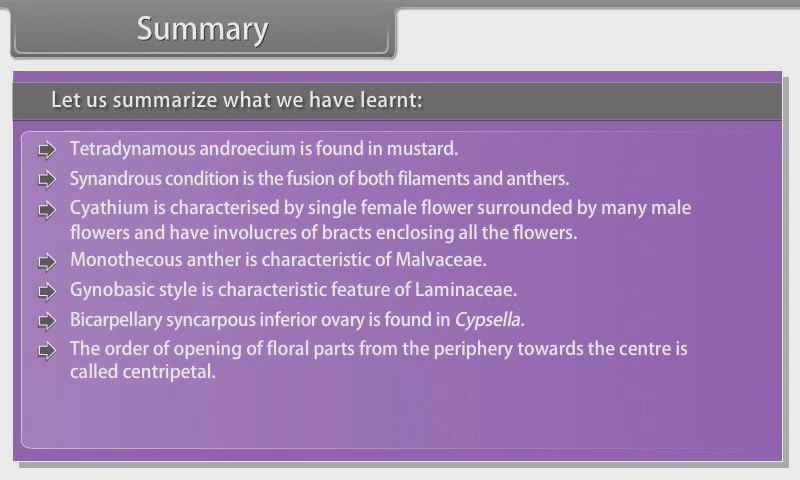 Summary
Let us summarize what we have learnt:
Tetradynamous androecium is found in mustard.
Synandrous condition is the fusion of both filaments and anthers.
Cyathium is characterised by single female flower surrounded by many male
flowers and have involucres of bracts enclosing all the flowers.
Monothecous anther is characteristic of Malvaceae.
Gynobasic style is characteristic feature of Laminaceae.
Bicarpellary syncarpous inferior ovary is found in Cypsella.
The order of opening of floral parts from the periphery towards the centre is
called centripetal.